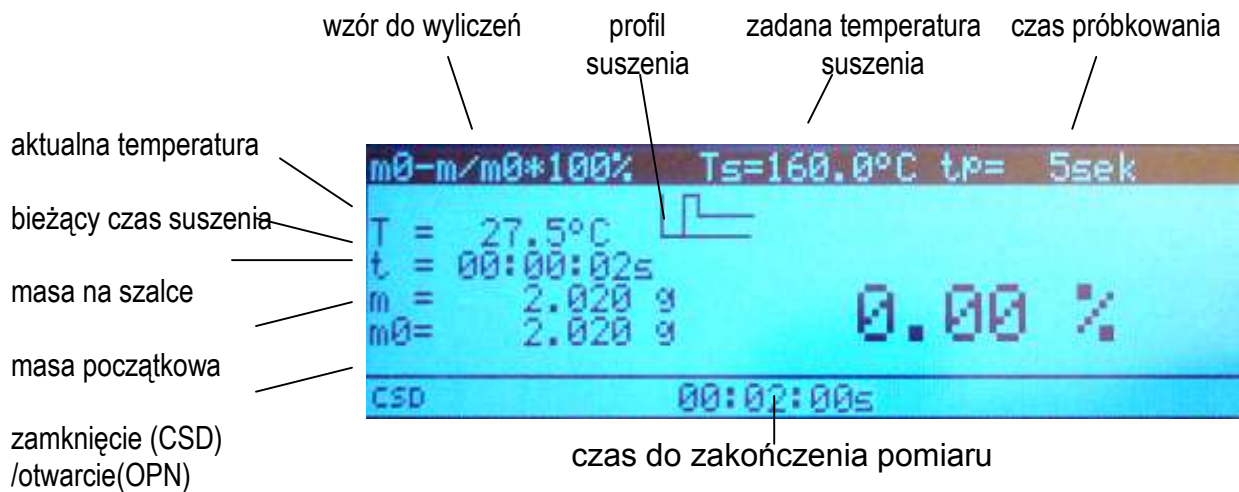 wzór do wyliczeń
profil
suszenia
zadana temperatura
suszenia
czas próbkowania
aktualna temperatura
bieżący czas suszenia
masa na szalce
masa początkowa
zamknięcie (CSD)
/otwarcie(OPN)
m0-m/m0*100% Ts=160.0°C tp= 5sek
T = 27.5°C
t = 00:00:02s
m = 2.020 g
m0= 2.020 g
0.00 %
CSD 00:02:00s
czas do zakończenia pomiaru